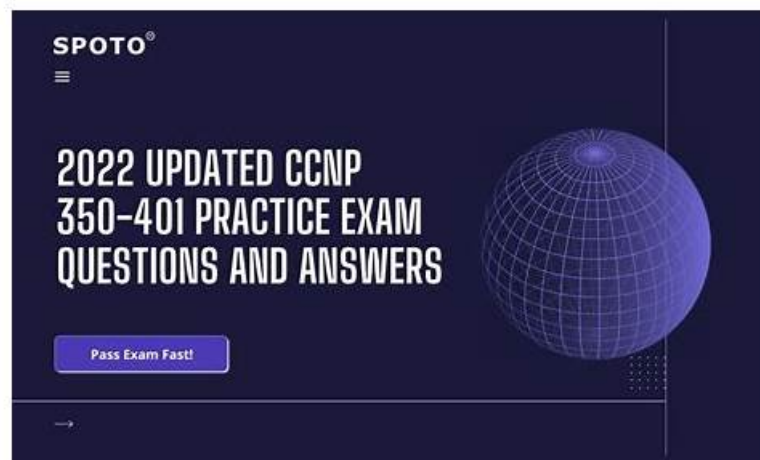 SPOTO®
2022 UPDATED CCNP
350-401 PRACTICE EXAM
QUESTIONS AND ANSWERS
Pass Exam Fast!